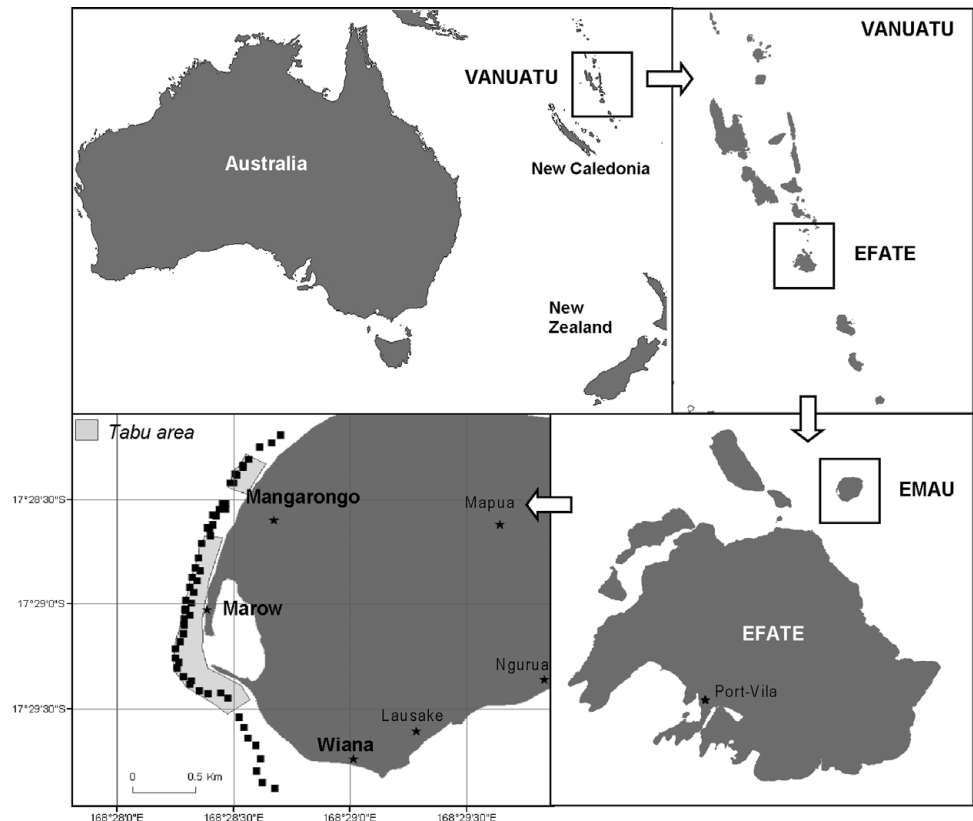 VANUATU
Australia
New Caledonia
New
Zealand
VANUATU
EFATE
Tabu area
17°28'30"S
Mangarongo
Mapua
17°29'0"S
Marow
Ngurua
17°29'30"S
Lausake
Wiana
0
0.5 Km
168°28'0"E
168°28'30"E
168°29'0"E
168°29'30"E
EMAU
EFATE
Port-Vila